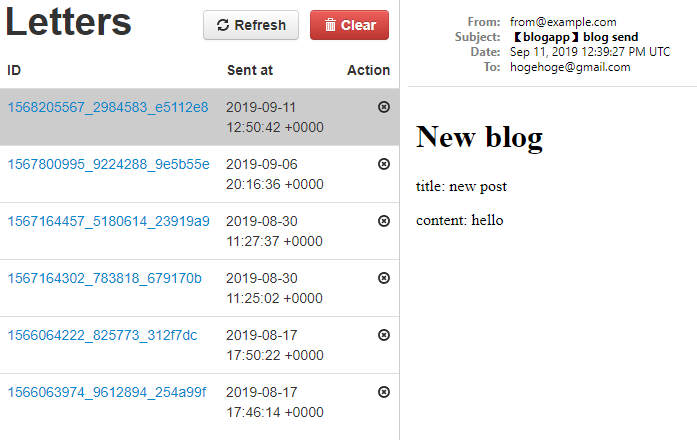 Letters
Refresh
Clear
ID Sent at Action
1568205567_2984583_e5112e8 2019-09-11
12:50:42 +0000
1567800995_9224288_9e5b55e 2019-09-06
20:16:36 +0000
1567164457_5180614_23919a9 2019-08-30
11:27:37 +0000
1567164302_783818_679170b 2019-08-30
11:25:02 +0000
1566064222_825773_312f7dc 2019-08-17
17:50:22 +0000
1566063974_9612894_254a99f 2019-08-17
17:46:14 +0000
From: from@example.com
Subject: 【blogapp】blog send
Date: Sep 11, 2019 12:39:27 PM UTC
To: hogehoge@gmail.com
New blog
title: new post
content: hello